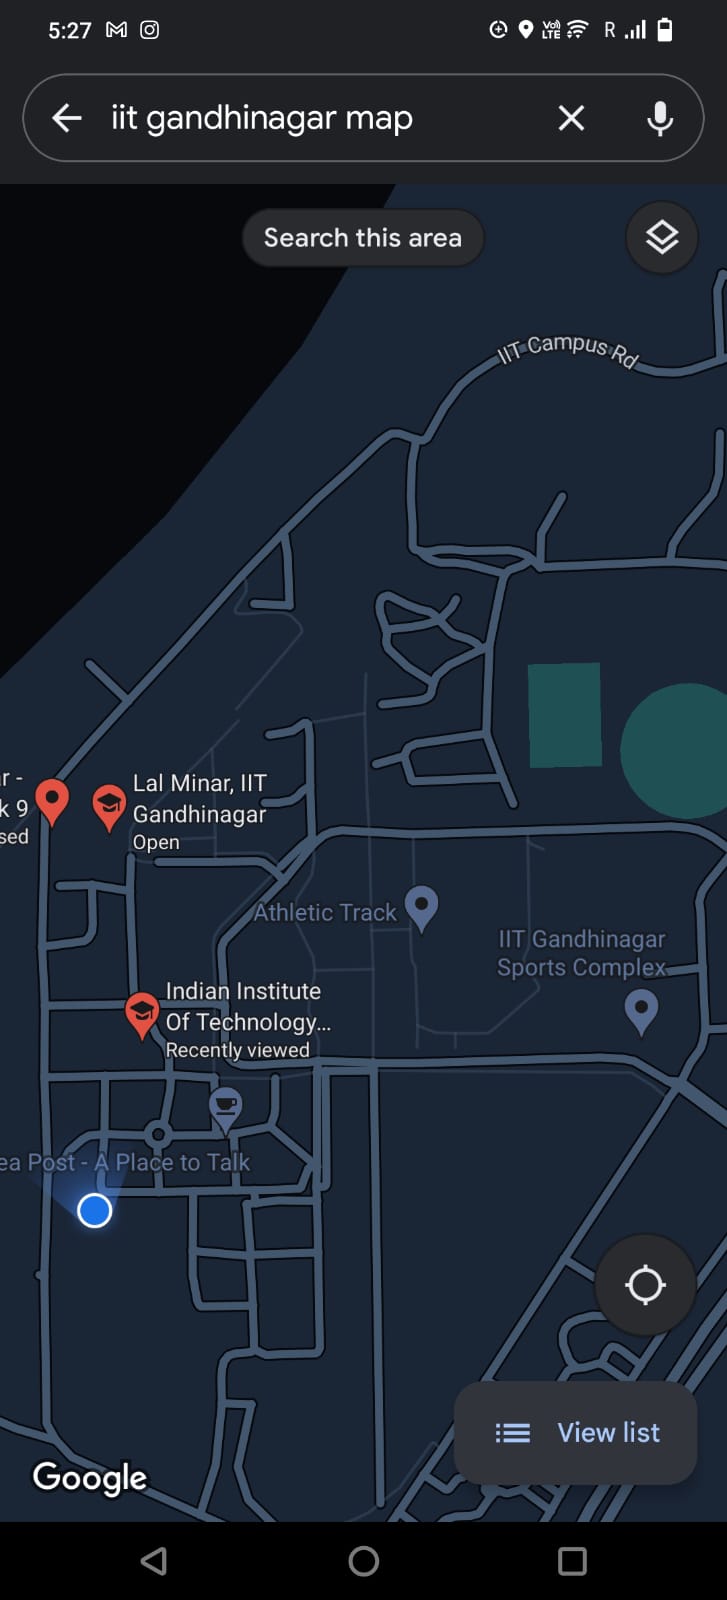 5:27
Vo)
LTE
R
iit gandhinagar map
Search this area
IIT Campus Rd
r -
k 9
sed
Lal Minar, IIT
Gandhinagar
Open
Athletic Track
IIT Gandhinagar
Sports Complex
Indian Institute
Of Technology...
Recently viewed
ea Post - A Place to Talk
View list
Google